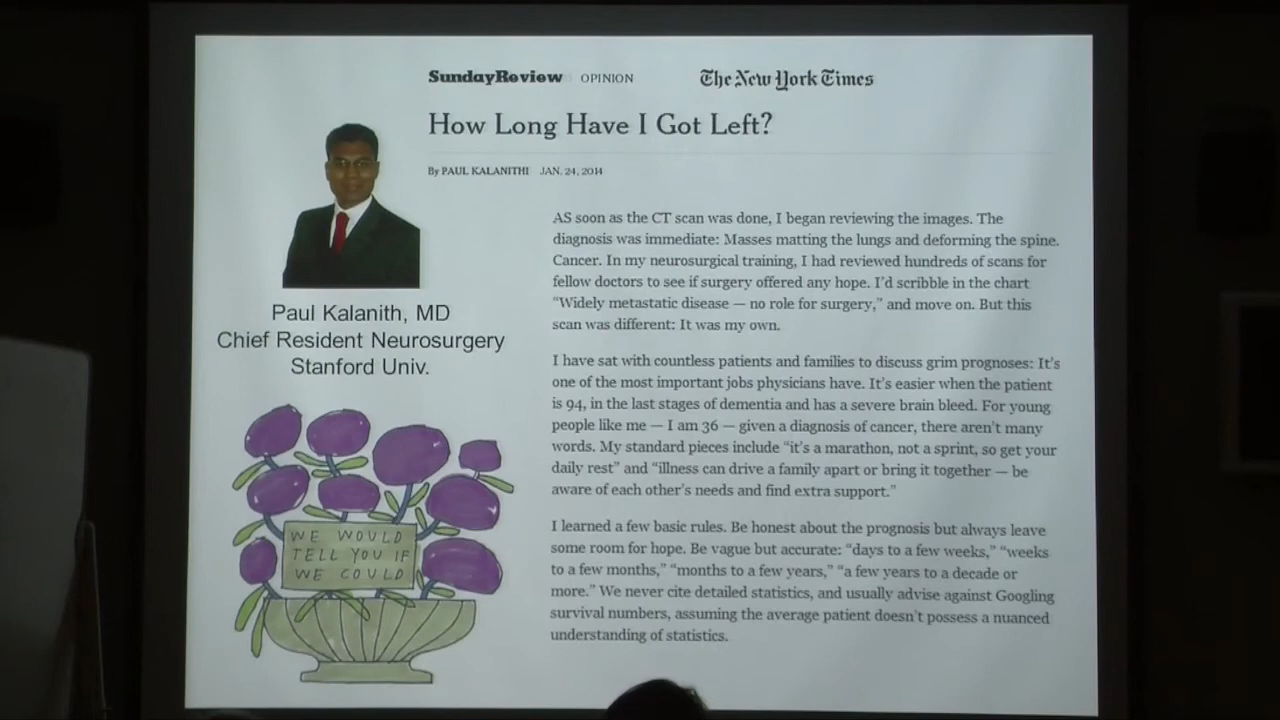 SundayReview OPINION The New York Times
How Long Have I Got Left?
By PAUL KALANITHI JAN. 24, 2014
Paul Kalanith, MD
Chief Resident Neurosurgery
Stanford Univ.
WE WOULD
TELL YOU IF
WE COULD
AS soon as the CT scan was done, I began reviewing the images. The
diagnosis was immediate: Masses matting the lungs and deforming the spine.
Cancer. In my neurosurgical training, I had reviewed hundreds of scans for
fellow doctors to see if surgery offered any hope. I'd scribble in the chart
“Widely metastatic disease — no role for surgery,” and move on. But this
scan was different: It was my own.
I have sat with countless patients and families to discuss grim prognoses: It's
one of the most important jobs physicians have. It's easier when the patient
is 94, in the last stages of dementia and has a severe brain bleed. For young
people like me — I am 36 — given a diagnosis of cancer, there aren't many
words. My standard pieces include “it's a marathon, not a sprint, so get your
daily rest” and “illness can drive a family apart or bring it together — be
aware of each other's needs and find extra support.”
I learned a few basic rules. Be honest about the prognosis but always leave
some room for hope. Be vague but accurate: “days to a few weeks,” “weeks
to a few months,” “months to a few years,” “a few years to a decade or
more.” We never cite detailed statistics, and usually advise against Googling
survival numbers, assuming the average patient doesn't possess a nuanced
understanding of statistics.